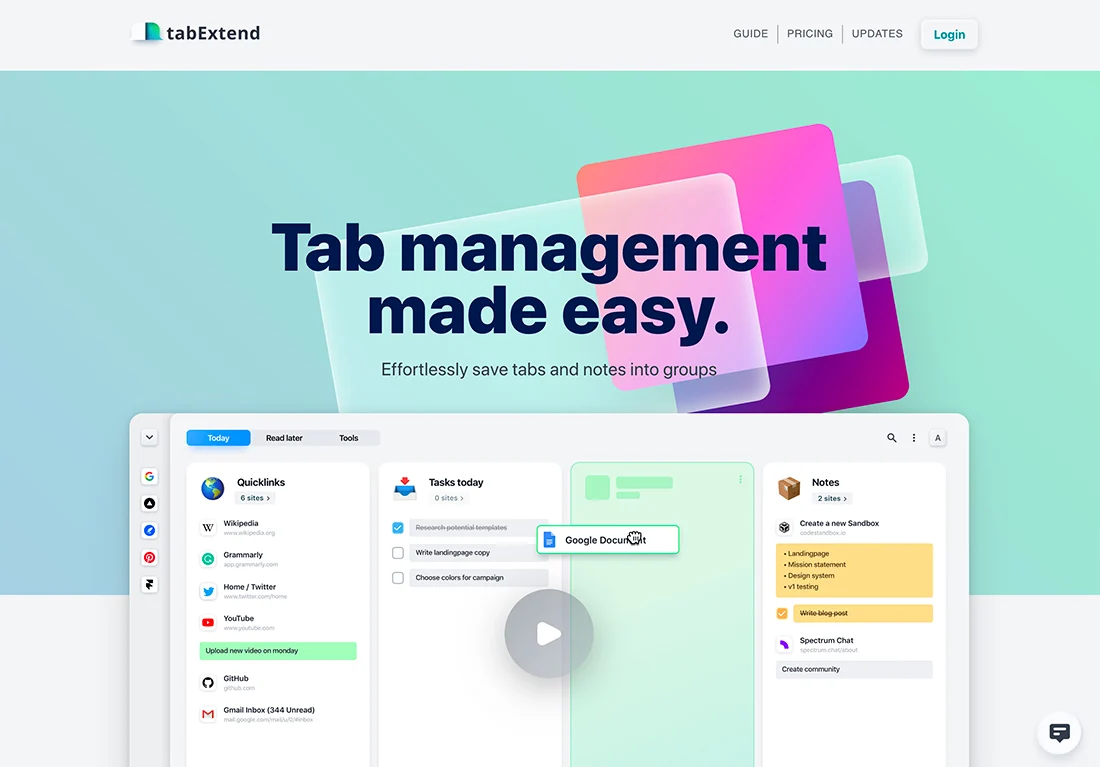 tabExtend
GUIDE
PRICING
UPDATES
Login
Tab management
made easy.
Effortlessly save tabs and notes into groups
Today
Read later
Tools
A
Quicklinks
6 sites
Wikipedia
www.wikipedia.org
Grammarly
app.grammarly.com
Home / Twitter
www.twitter.com/home
YouTube
www.youtube.com
Upload new video on monday
GitHub
github.com
Gmail Inbox (344 Unread)
mail.google.com/mail/u/0/#inbox
Tasks today
0 sites
Research potential templates
Write landingpage copy
Choose colors for campaign
Google Document
Notes
2 sites
Create a new Sandbox
codestandbox.io
• Landingpage
• Mission statement
• Design system
• v1 testing
Write blog post
Spectrum Chat
spectrum.chat/about
Create community